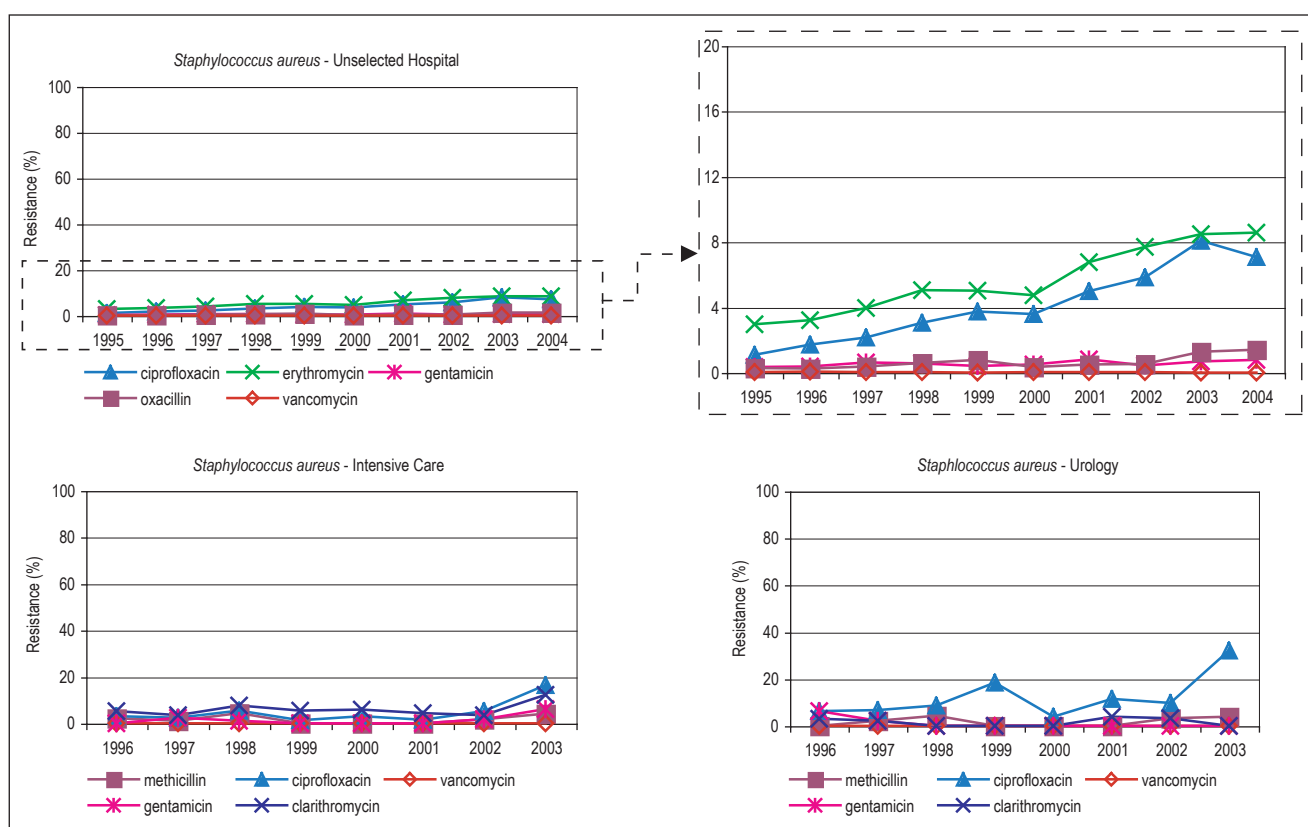 Staphylococcus aureus - Unselected Hospital
Resistance (%)
100
80
60
40
20
0
1995 1996 1997 1998 1999 2000 2001 2002 2003 2004
ciprofloxacin erythromycin gentamicin
oxacillin vancomycin
20
16
12
8
4
0
1995 1996 1997 1998 1999 2000 2001 2002 2003 2004
Staphylococcus aureus - Intensive Care
Resistance (%)
100
80
60
40
20
0
1996 1997 1998 1999 2000 2001 2002 2003
methicillin ciprofloxacin vancomycin
gentamicin clarithromycin
Staphlococcus aureus - Urology
Resistance (%)
100
80
60
40
20
0
1996 1997 1998 1999 2000 2001 2002 2003
methicillin ciprofloxacin vancomycin
gentamicin clarithromycin